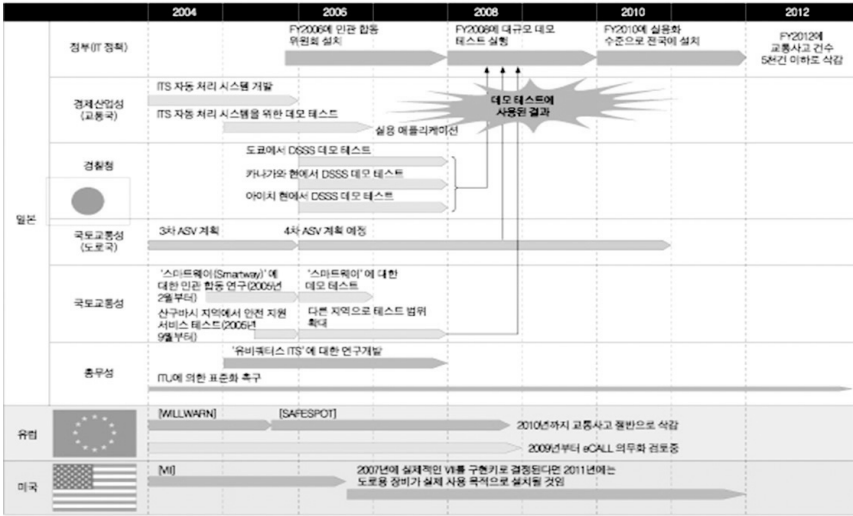 2004 2006 2008 2010 2012
정부(IT 정책)
FY2006에 민관 합동
위원회 설치
FY2008에 대규모 데모
테스트 실행
FY2010에 실용화
수준으로 전국에 설치
FY2012에
교통사고 건수
5천건 이하로 삭감
경제산업성
(교통국)
ITS 자동 처리 시스템 개발
ITS 자동 처리 시스템을 위한 데모 테스트
실용 애플리케이션
데모 테스트에
사용된 결과
일본
경찰청
도쿄에서 DSSS 데모 테스트
카나가와 현에서 DSSS 데모 테스트
아이치 현에서 DSSS 데모 테스트
국토교통성
(도로국)
3차 ASV 계획
4차 ASV 계획 예정
국토교통성
'스마트웨이(Smartway)'에
대한 민관 합동 연구(2005년
2월부터)
'스마트웨이'에 대한
데모 테스트
산구바시 지역에서 안전 지원
서비스 테스트(2005년
9월부터)
다른 지역으로 테스트 범위
확대
총무성
'유비쿼터스 ITS'에 대한 연구개발
ITU에 의한 표준화 촉구
유럽
[WILLWARN]
[SAFESPOT]
2010년까지 교통사고 절반으로 삭감
2009년부터 eCALL 의무화 검토중
미국
[VII]
2007년에 실제적인 VII를 구현키로 결정된다면 2011년에는
도로용 장비가 실제 사용 목적으로 설치될 것임